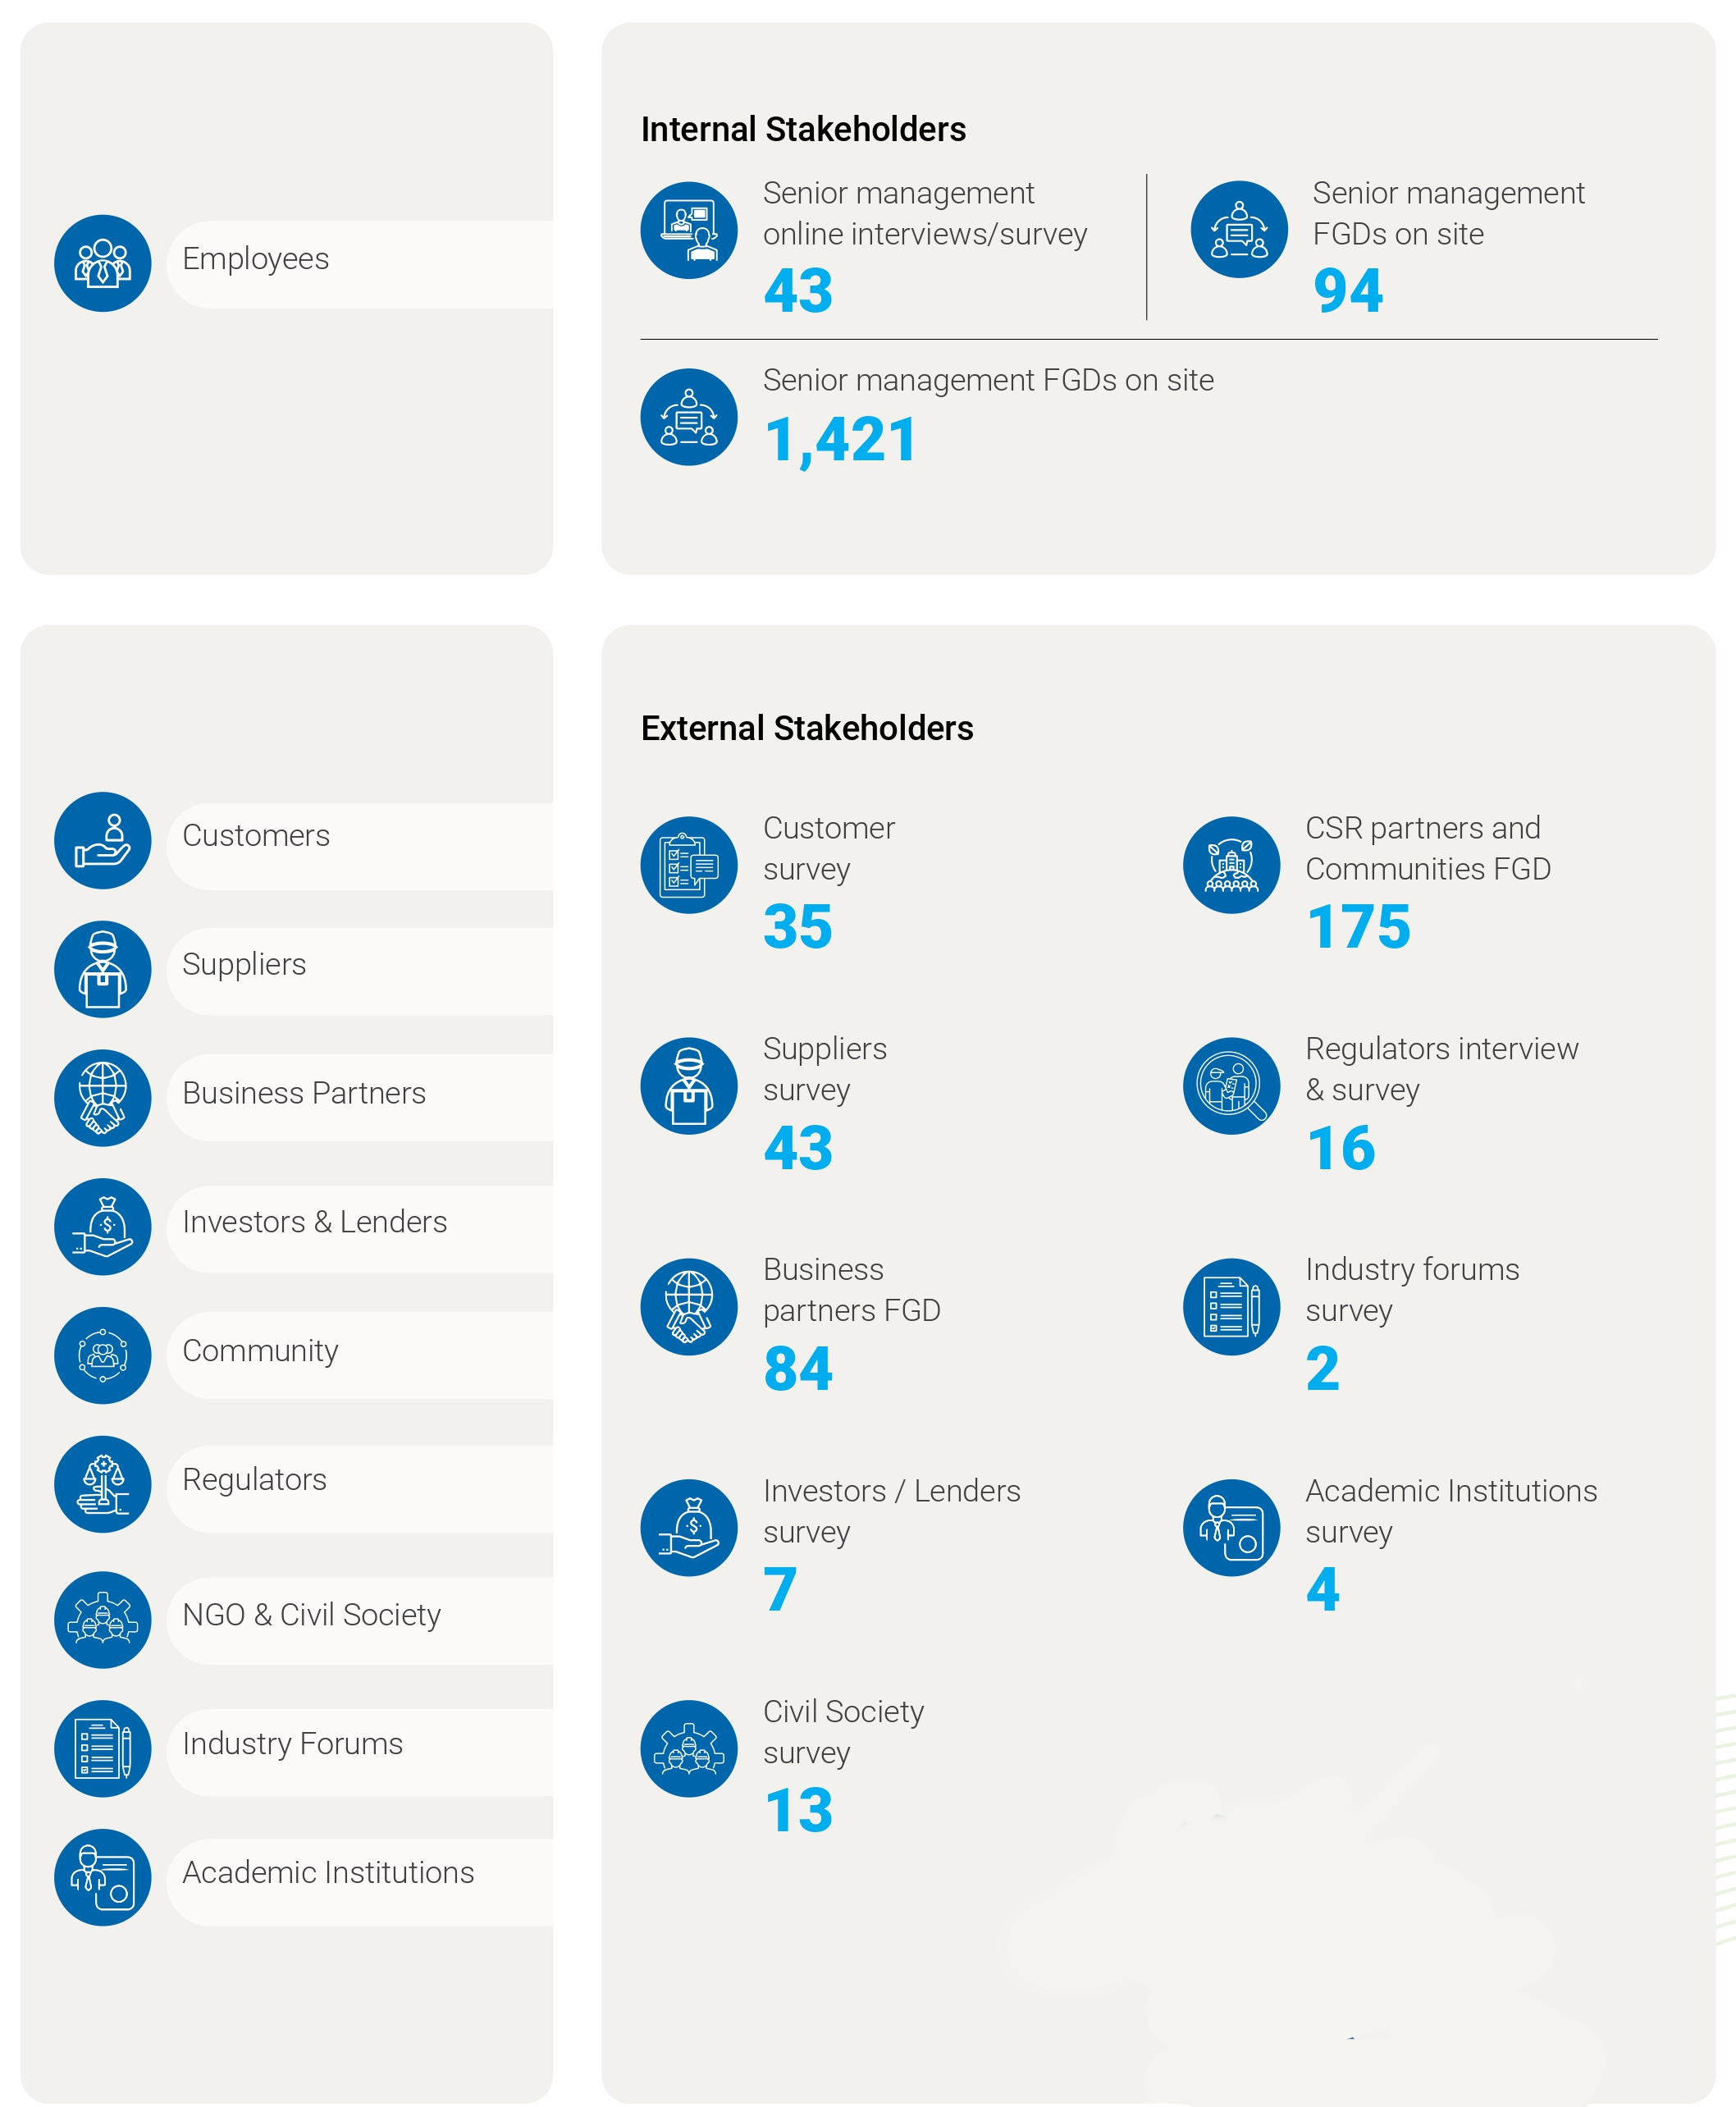 Employees
Internal Stakeholders
Senior management
online interviews/survey
43
Senior management
FGDs on site
94
Senior management FGDs on site
1,421
Customers
Suppliers
Business Partners
Investors & Lenders
Community
Regulators
NGO & Civil Society
Industry Forums
Academic Institutions
External Stakeholders
Customer
survey
35
CSR partners and
Communities FGD
175
Suppliers
survey
43
Regulators interview
& survey
16
Business
partners FGD
84
Industry forums
survey
2
Investors / Lenders
survey
7
Academic Institutions
survey
4
Civil Society
survey
13